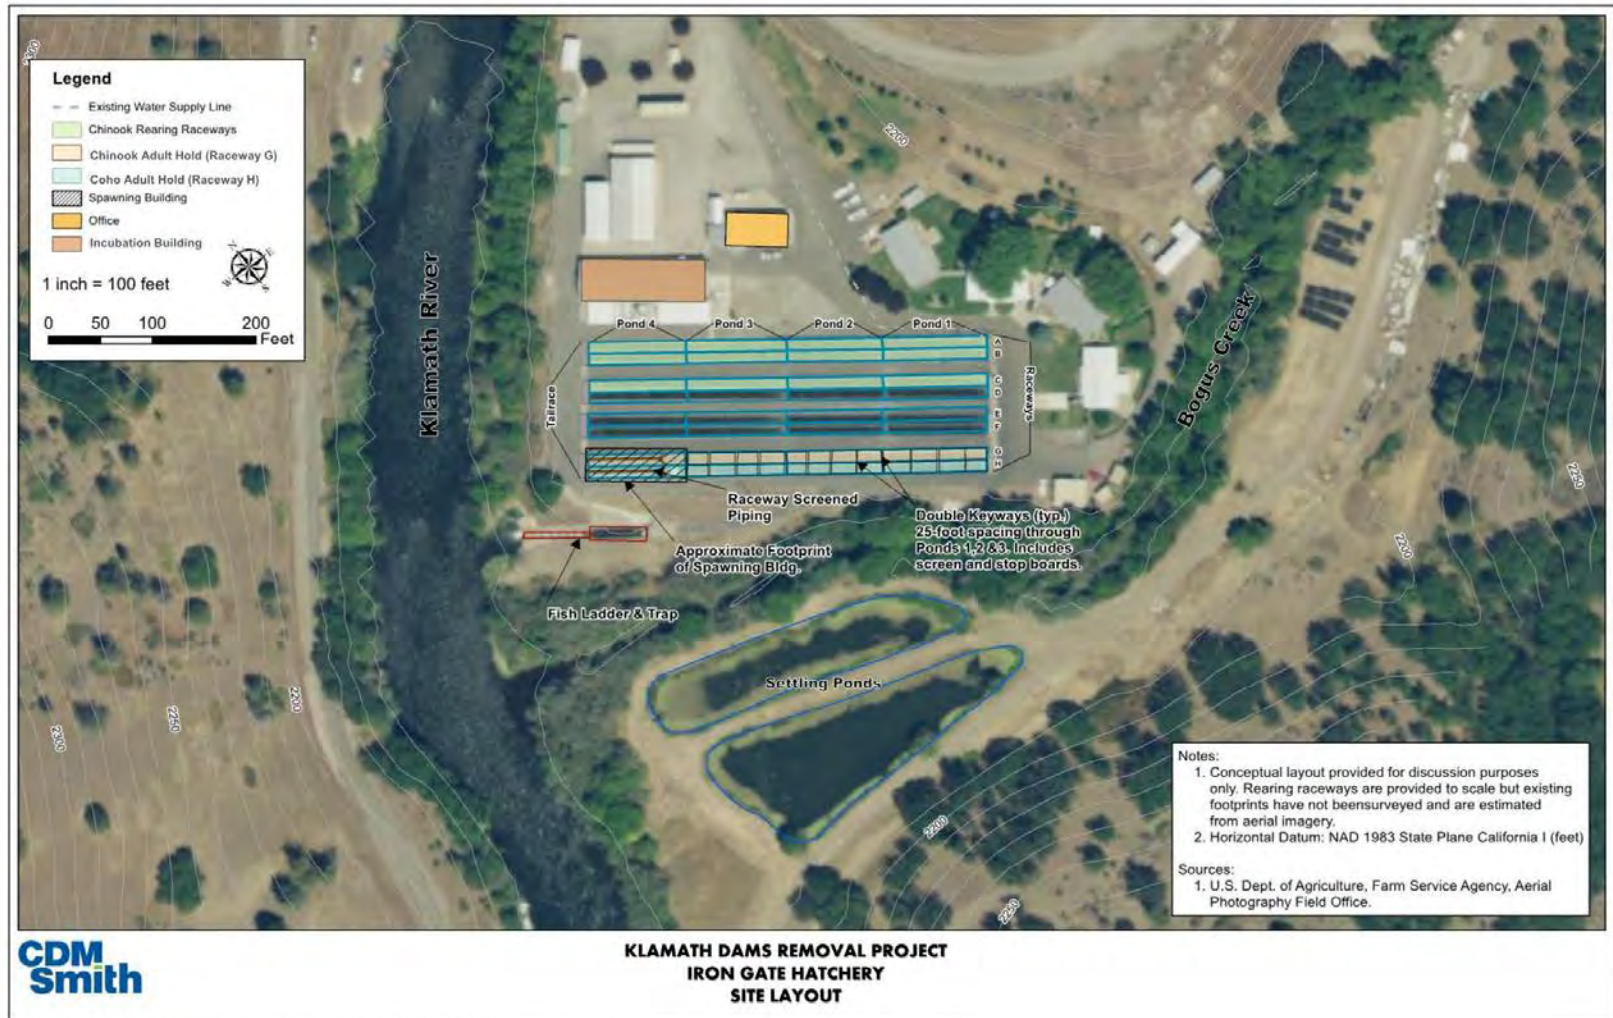 Legend
Existing Water Supply Line
Chinook Rearing Raceways
Chinook Adult Hold (Raceway G)
Coho Adult Hold (Raceway H)
Spawning Building
Office
Incubation Building
N
E
W
S
1 inch = 100 feet
0 50 100 200
Feet
2300
2200
Klamath River
Bogus Creek
Pond 4
Pond 3
Pond 2
Pond 1
A
B
C
D
E
F
G
H
Tailrace
Raceways
Raceway Screened
Piping
Double Keyways (typ.)
25-foot spacing through
Ponds 1,2 &3. Includes
screen and stop boards.
Approximate Footprint
of Spawning Bldg.
Fish Ladder & Trap
Settling Ponds
2300
2250
2200
2250
2200
2200
2250
Notes:
1. Conceptual layout provided for discussion purposes
only. Rearing raceways are provided to scale but existing
footprints have not beensurveyed and are estimated
from aerial imagery.
2. Horizontal Datum: NAD 1983 State Plane California I (feet)
Sources:
1. U.S. Dept. of Agriculture, Farm Service Agency, Aerial
Photography Field Office.
CDM
Smith
KLAMATH DAMS REMOVAL PROJECT
IRON GATE HATCHERY
SITE LAYOUT